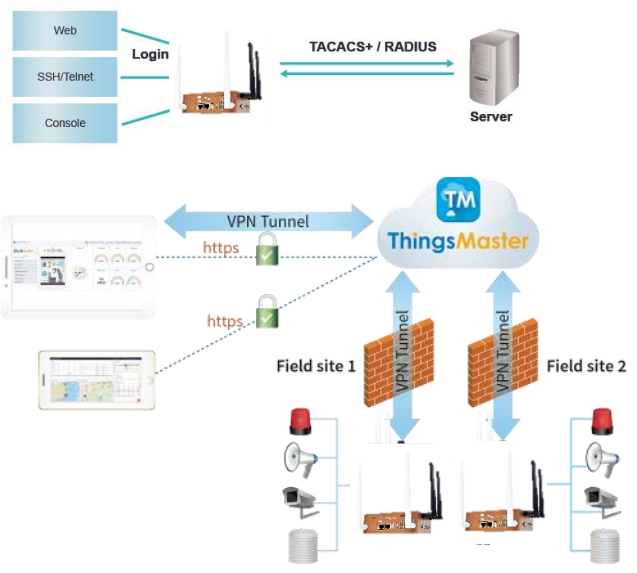 Web
Login
TACACS+ / RADIUS
SSH/Telnet
Console
Server
TM
VPN Tunnel
ThingsMaster
https
https
VPN Tunnel
VPN Tunnel
Field site 1
Field site 2